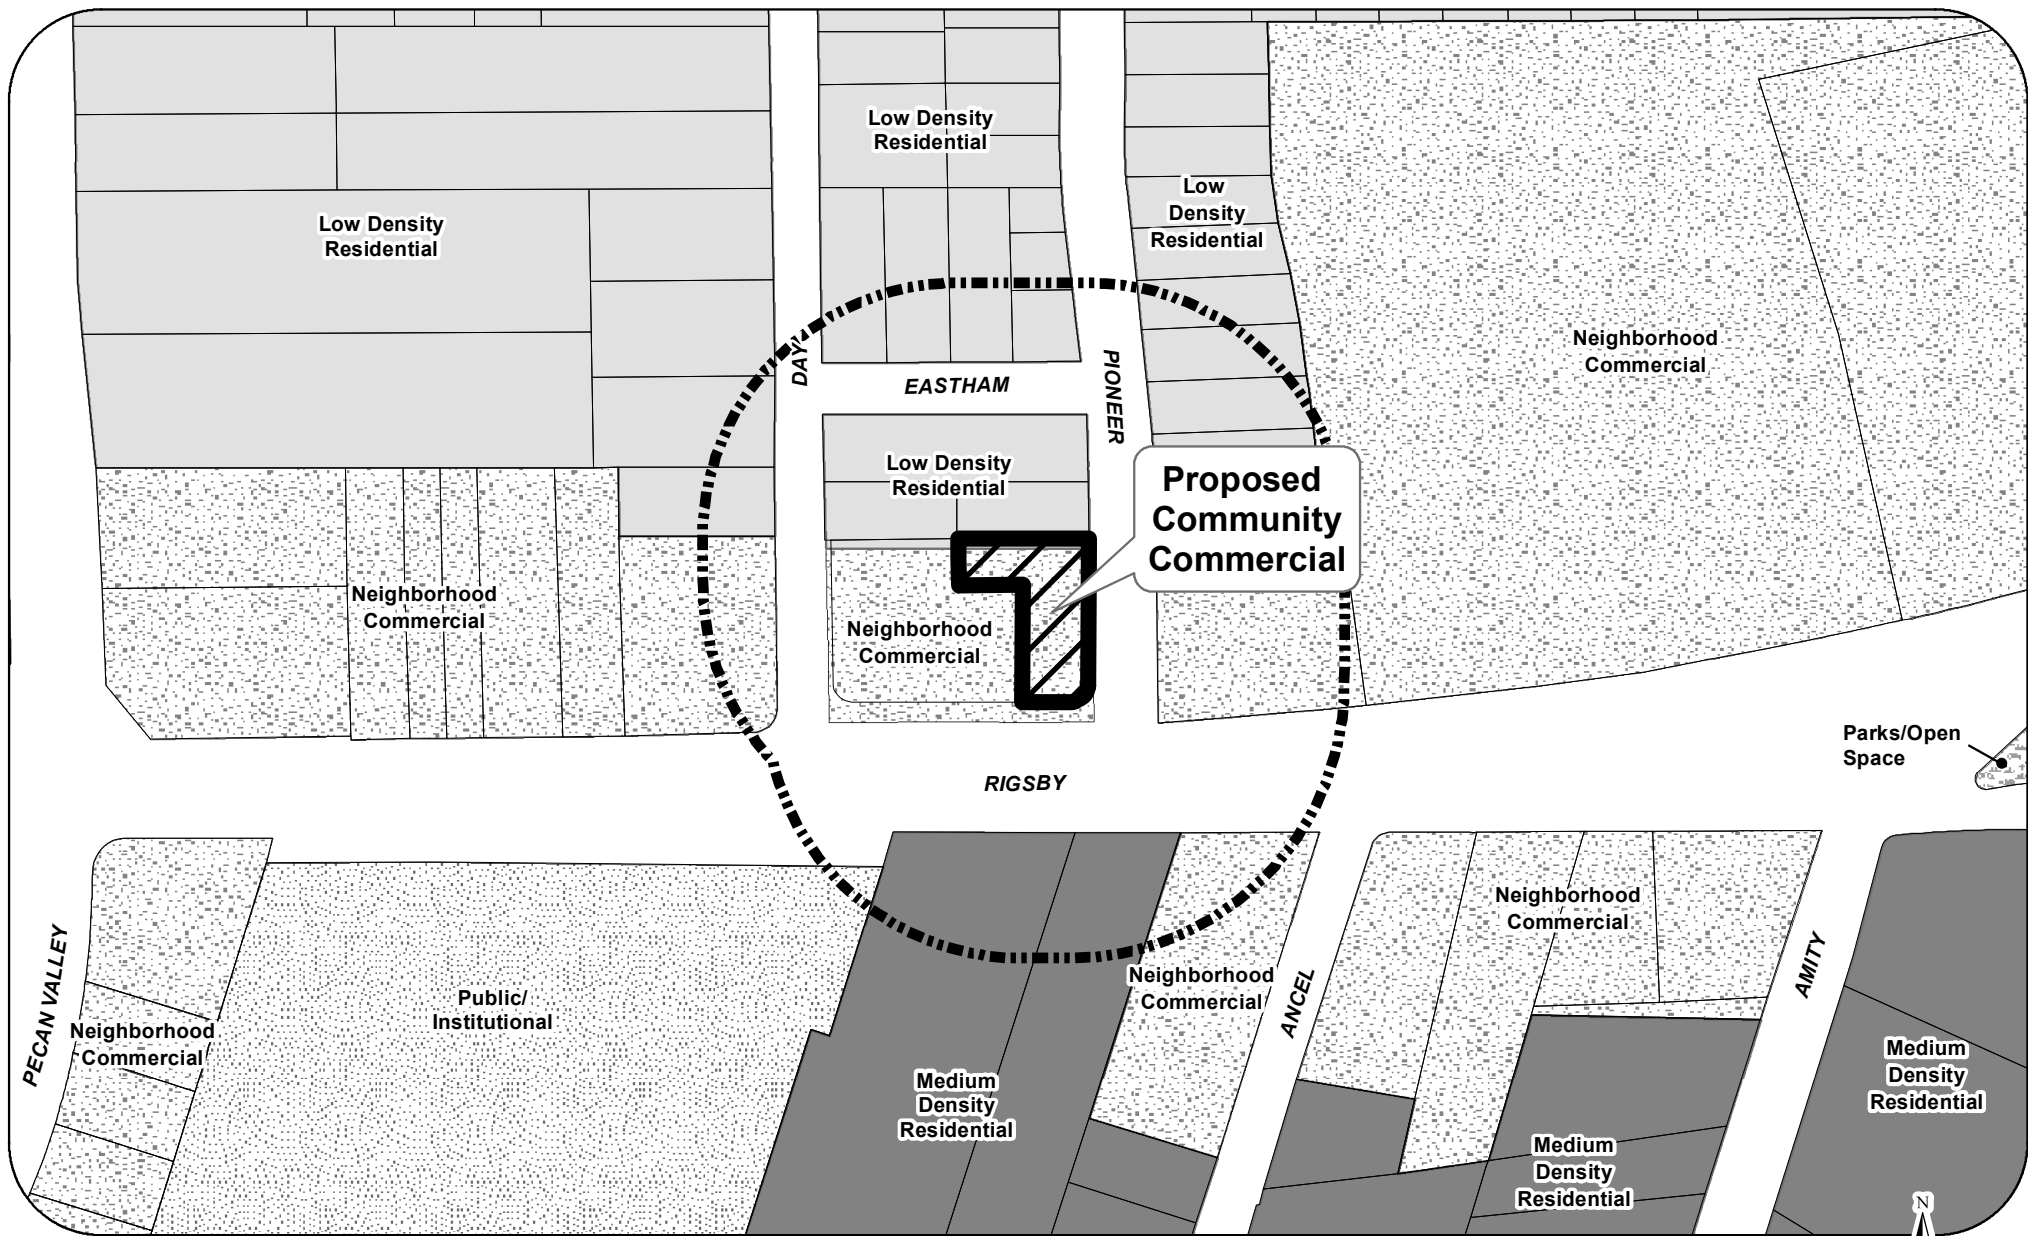 Low Density
Residential
Low
Density
Residential
Low Density
Residential
Neighborhood
Commercial
DAY
EASTHAM
PIONEER
Low Density
Residential
Proposed
Community
Commercial
Neighborhood
Commercial
Neighborhood
Commercial
Parks/Open
Space
RIGSBY
Neighborhood
Commercial
PECAN VALLEY
Neighborhood
Commercial
Public/
Institutional
Neighborhood
Commercial
ANCEL
AMITY
Medium
Density
Residential
Medium
Density
Residential
Medium
Density
Residential
N